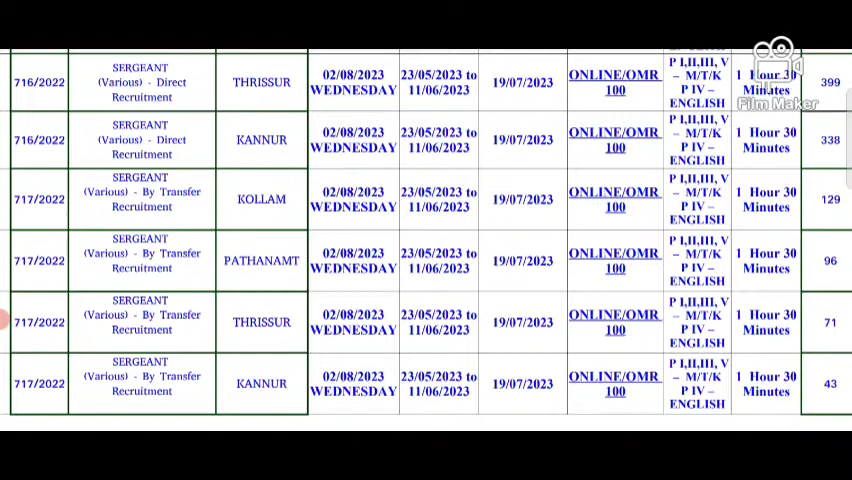 P I,II,III, V
716/2022 SERGEANT THRISSUR 02/08/2023 23/05/2023 to 19/07/2023 ONLINE/OMR – M/T/K 1 Hour 30 399
(Various) - Direct WEDNESDAY 11/06/2023 100 P IV –
Recruitment ENGLISH
Film Maker
P I,II,III, V
716/2022 SERGEANT KANNUR 02/08/2023 23/05/2023 to 19/07/2023 ONLINE/OMR – M/T/K 1 Hour 30 338
(Various) - Direct WEDNESDAY 11/06/2023 100 P IV – Minutes
Recruitment ENGLISH
P I,II,III, V
717/2022 SERGEANT KOLLAM 02/08/2023 23/05/2023 to 19/07/2023 ONLINE/OMR – M/T/K 1 Hour 30 129
(Various) - By Transfer WEDNESDAY 11/06/2023 100 P IV – Minutes
Recruitment ENGLISH
P I,II,III, V
717/2022 SERGEANT PATHANAMT 02/08/2023 23/05/2023 to 19/07/2023 ONLINE/OMR – M/T/K 1 Hour 30 96
(Various) - By Transfer WEDNESDAY 11/06/2023 100 P IV – Minutes
Recruitment ENGLISH
P I,II,III, V
717/2022 SERGEANT THRISSUR 02/08/2023 23/05/2023 to 19/07/2023 ONLINE/OMR – M/T/K 1 Hour 30 71
(Various) - By Transfer WEDNESDAY 11/06/2023 100 P IV – Minutes
Recruitment ENGLISH
P I,II,III, V
717/2022 SERGEANT KANNUR 02/08/2023 23/05/2023 to 19/07/2023 ONLINE/OMR – M/T/K 1 Hour 30 43
(Various) - By Transfer WEDNESDAY 11/06/2023 100 P IV – Minutes
Recruitment ENGLISH